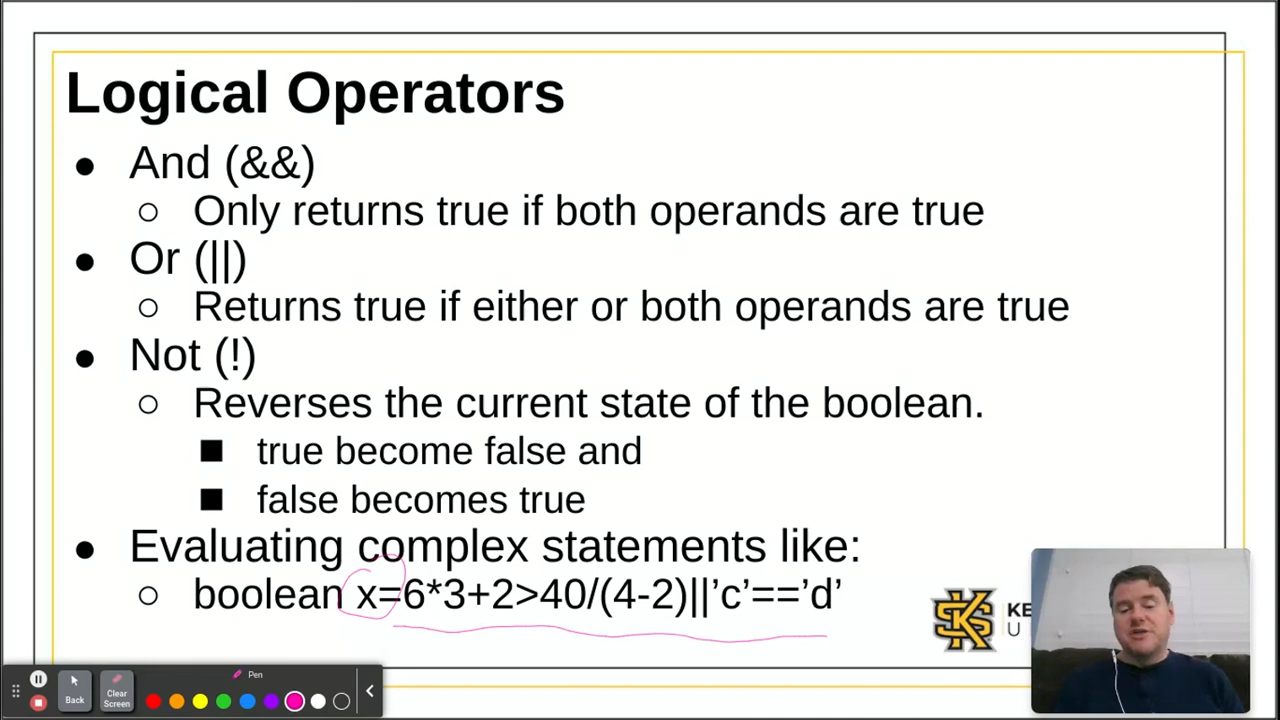 Logical Operators
● And (&&)
○ Only returns true if both operands are true
● Or (||)
○ Returns true if either or both operands are true
● Not (!)
○ Reverses the current state of the boolean.
■ true become false and
■ false becomes true
● Evaluating complex statements like:
○ boolean x=6*3+2>40/(4-2)||’c’==’d’
KS
KE
U
Pen
Back
Clear Screen